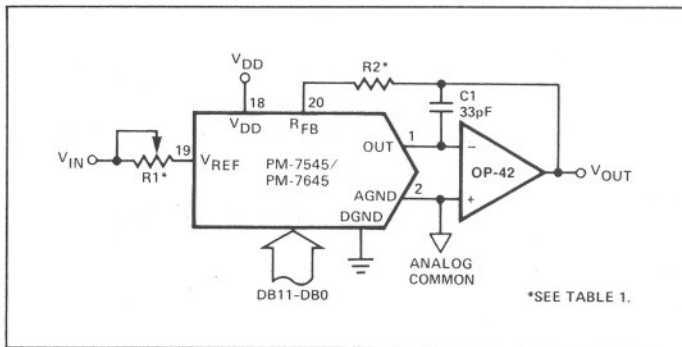 VDD
18
VDD
20
RFB
R2*
C1
33pF
VIN
R1*
19
VREF
PM-7545/
PM-7645
OUT
1
AGND
2
DGND
−
+
OP-42
VOUT
ANALOG
COMMON
DB11-DB0
*SEE TABLE 1.